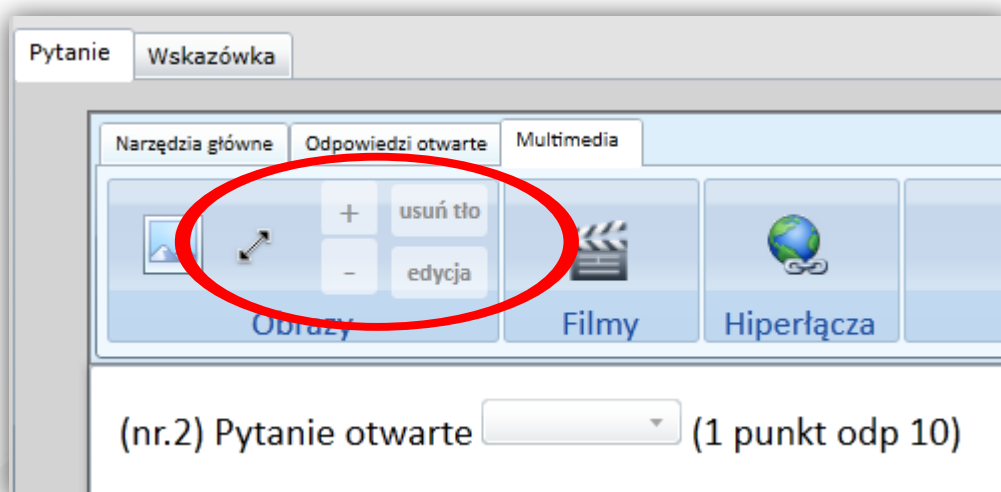 Pytanie Wskazówka
Narzędzia główne Odpowiedzi otwarte Multimedia
+ usuń tło
- edycja
Obrazy Filmy Hiperłącza
(nr.2) Pytanie otwarte (1 punkt odp 10)